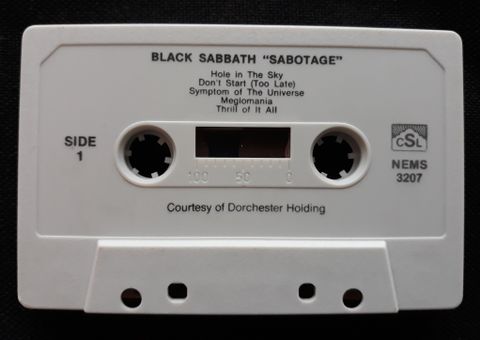 BLACK SABBATH "SABOTAGE"
Hole in The Sky
Don't Start (Too Late)
Symptom of The Universe
Meglomania
Thrill of It All
SIDE
1
CSL
NEMS
3207
100 50 0
Courtesy of Dorchester Holding